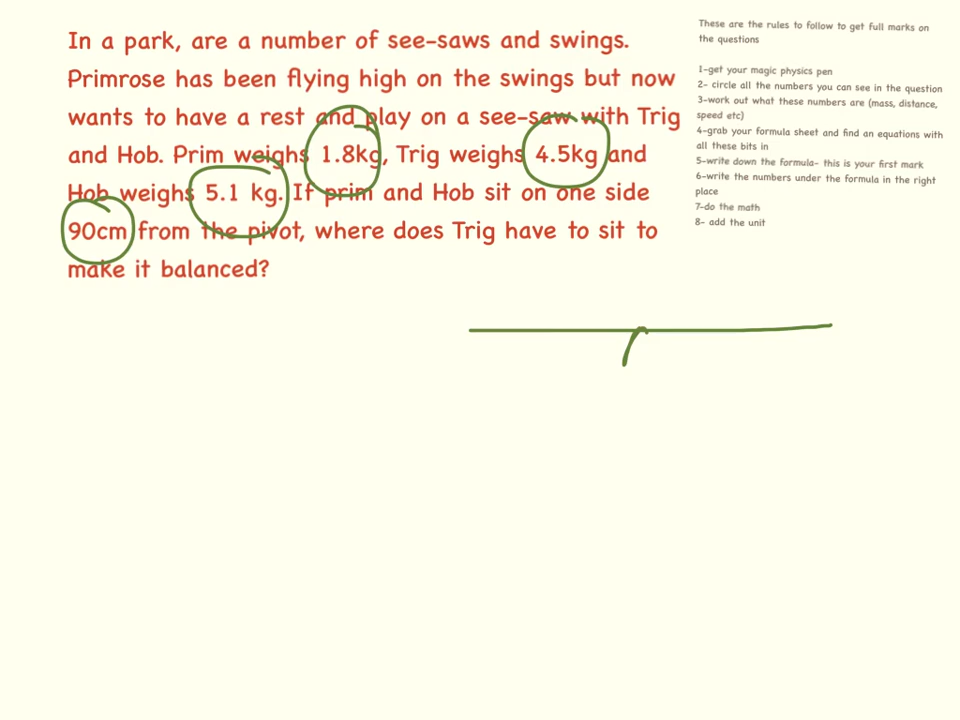 In a park, are a number of see-saws and swings.
Primrose has been flying high on the swings but now
wants to have a rest and play on a see-saw with Trig
and Hob. Prim weighs 1.8kg, Trig weighs 4.5kg and
Hob weighs 5.1 kg. If prim and Hob sit on one side
90cm from the pivot, where does Trig have to sit to
make it balanced?
These are the rules to follow to get full marks on
the questions
1-get your magic physics pen
2- circle all the numbers you can see in the question
3-work out what these numbers are (mass, distance,
speed etc)
4-grab your formula sheet and find an equations with
all these bits in
5-write down the formula- this is your first mark
6-write the numbers under the formula in the right
place
7-do the math
8- add the unit